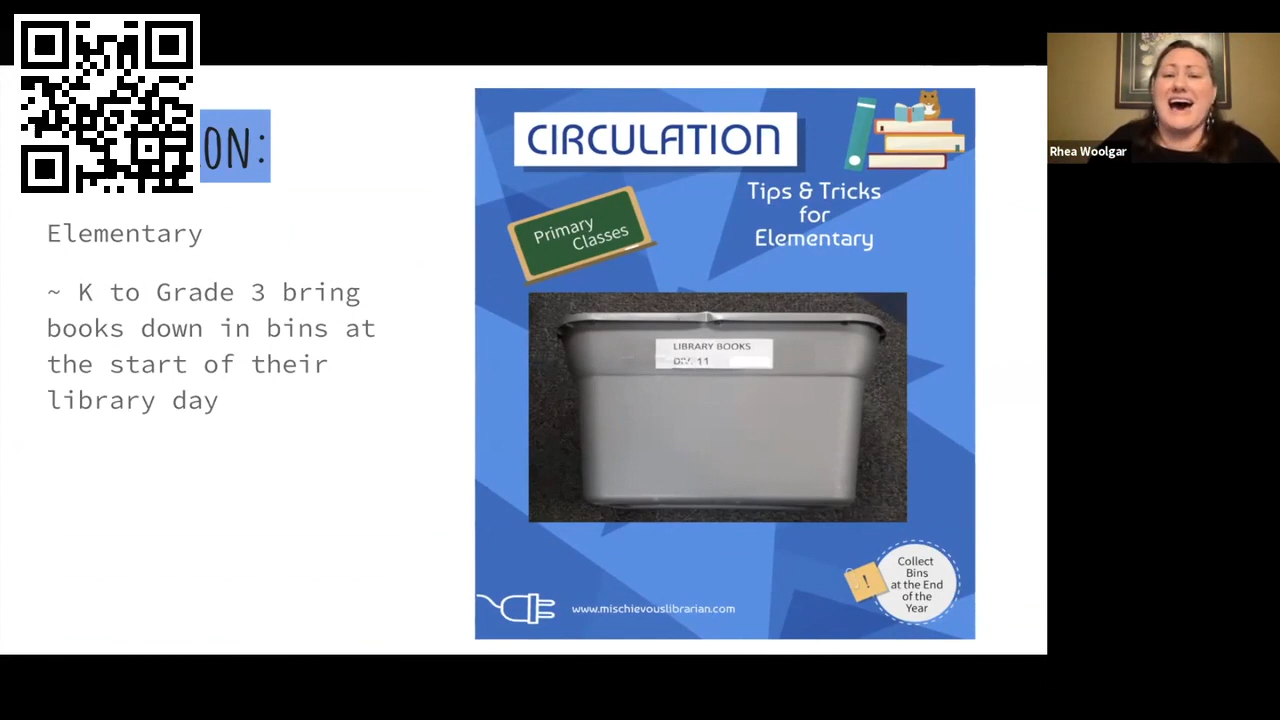 ON:
Elementary
~ K to Grade 3 bring
books down in bins at
the start of their
library day
CIRCULATION
Tips & Tricks
for
Elementary
Primary
Classes
LIBRARY BOOKS
11
Collect
Bins
at the End
of the
Year
!
www.mischievouslibrarian.com
Rhea Woolgar